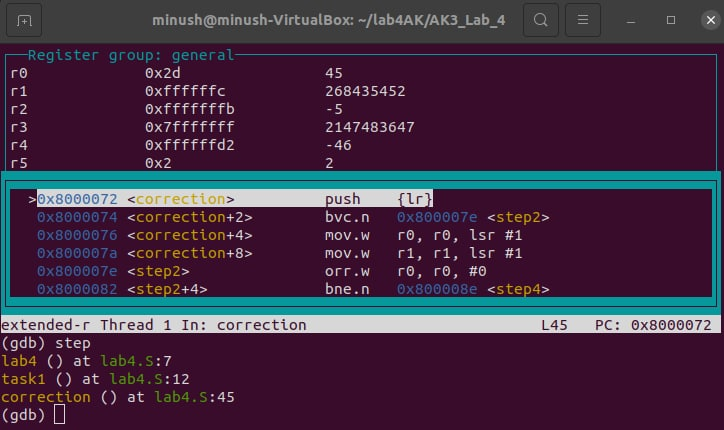 minush@minush-VirtualBox: ~/lab4AK/AK3_Lab_4
Register group: general
r0 0x2d 45
r1 0xffffffc 268435452
r2 0xfffffffb -5
r3 0x7fffffff 2147483647
r4 0xffffffd2 -46
r5 0x2 2
>0x8000072 <correction> push {lr}
0x8000074 <correction+2> bvc.n 0x800007e <step2>
0x8000076 <correction+4> mov.w r0, r0, lsr #1
0x800007a <correction+8> mov.w r1, r1, lsr #1
0x800007e <step2> orr.w r0, r0, #0
0x8000082 <step2+4> bne.n 0x800008e <step4>
extended-r Thread 1 In: correction L45 PC: 0x8000072
(gdb) step
lab4 () at lab4.S:7
task1 () at lab4.S:12
correction () at lab4.S:45
(gdb)